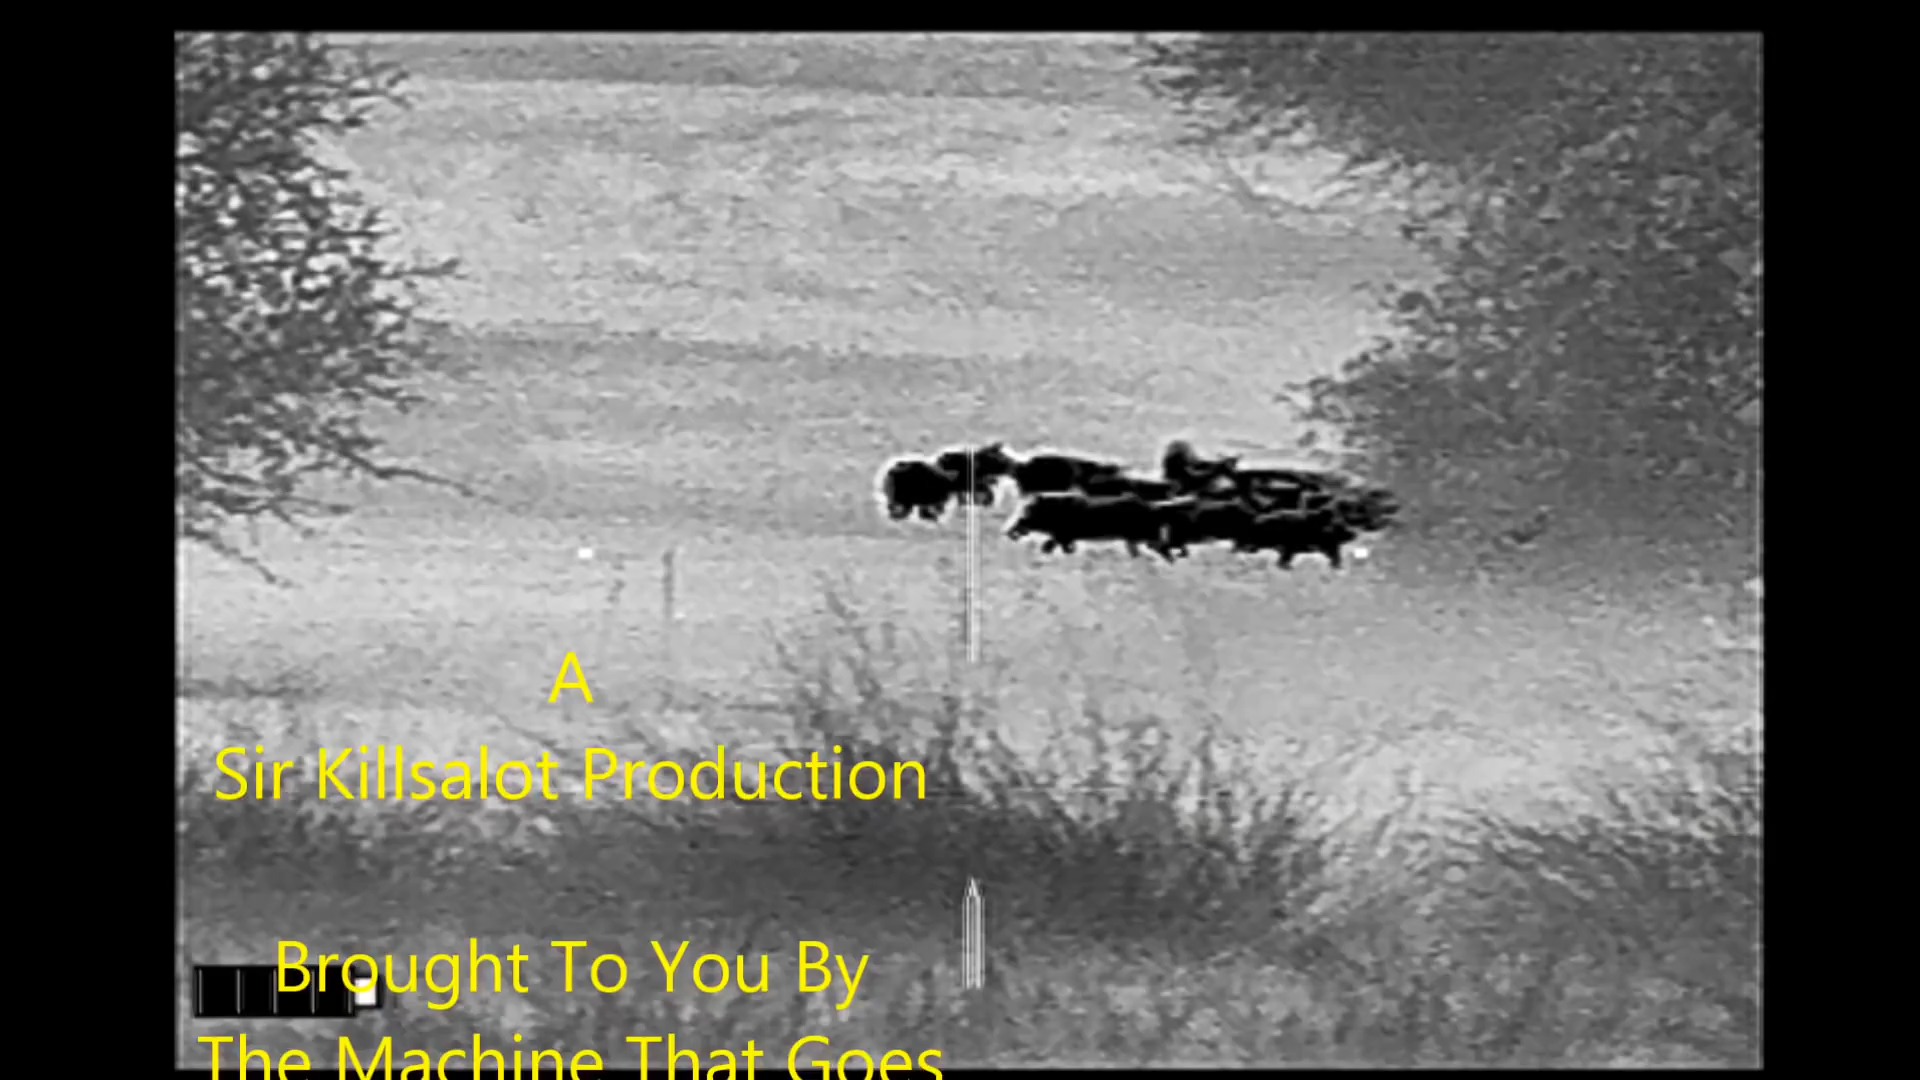 A
Sir Killsalot Production
Brought To You By
The Machine That Goes